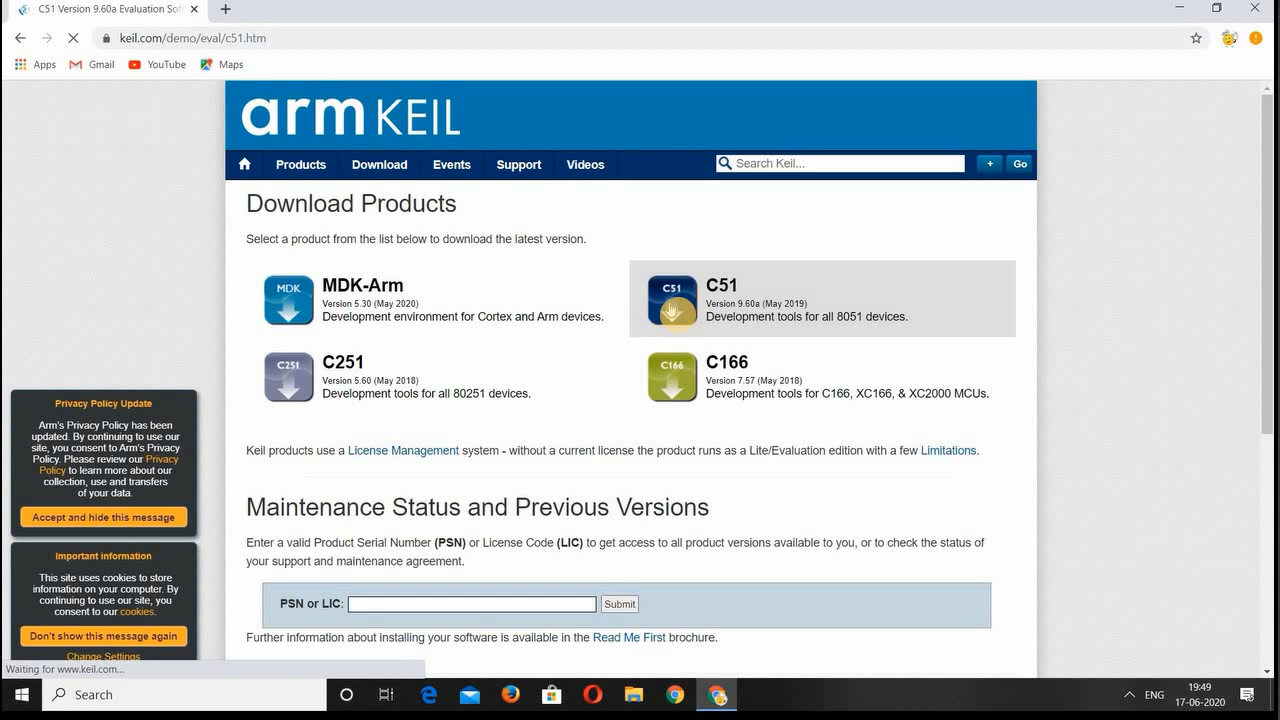 C51 Version 9.60a Evaluation Sof
keil.com/demo/eval/c51.htm
Apps Gmail YouTube Maps
arm KEIL
Products Download Events Support Videos Search Keil... + Go
Download Products
Select a product from the list below to download the latest version.
MDK
MDK-Arm
Version 5.30 (May 2020)
Development environment for Cortex and Arm devices.
C51
C51
Version 9.60a (May 2019)
Development tools for all 8051 devices.
C251
C251
Version 5.60 (May 2018)
Development tools for all 80251 devices.
C166
C166
Version 7.57 (May 2018)
Development tools for C166, XC166, & XC2000 MCUs.
Keil products use a License Management system - without a current license the product runs as a Lite/Evaluation edition with a few Limitations.
Maintenance Status and Previous Versions
Enter a valid Product Serial Number (PSN) or License Code (LIC) to get access to all product versions available to you, or to check the status of
your support and maintenance agreement.
PSN or LIC: Submit
Further information about installing your software is available in the Read Me First brochure.
Privacy Policy Update
Arm's Privacy Policy has been
updated. By continuing to use our
site, you consent to Arm's Privacy
Policy. Please review our Privacy
Policy to learn more about our
collection, use and transfers
of your data.
Accept and hide this message
Important information
This site uses cookies to store
information on your computer. By
continuing to use our site, you
consent to our cookies.
Don't show this message again
Change Settings
Waiting for www.keil.com...
Search
ENG
19:49
17-06-2020